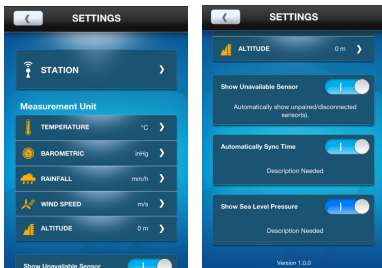 SETTINGS
STATION
Measurement Unit
TEMPERATURE °C
BAROMETRIC inHg
RAINFALL mm/h
WIND SPEED m/s
ALTITUDE 0 m
Show Unavailable Sensor
SETTINGS
ALTITUDE 0 m
Show Unavailable Sensor
Automatically show unpaired/disconnected
sensor(s).
Automatically Sync Time
Description Needed
Show Sea Level Pressure
Description Needed
Version 1.0.0